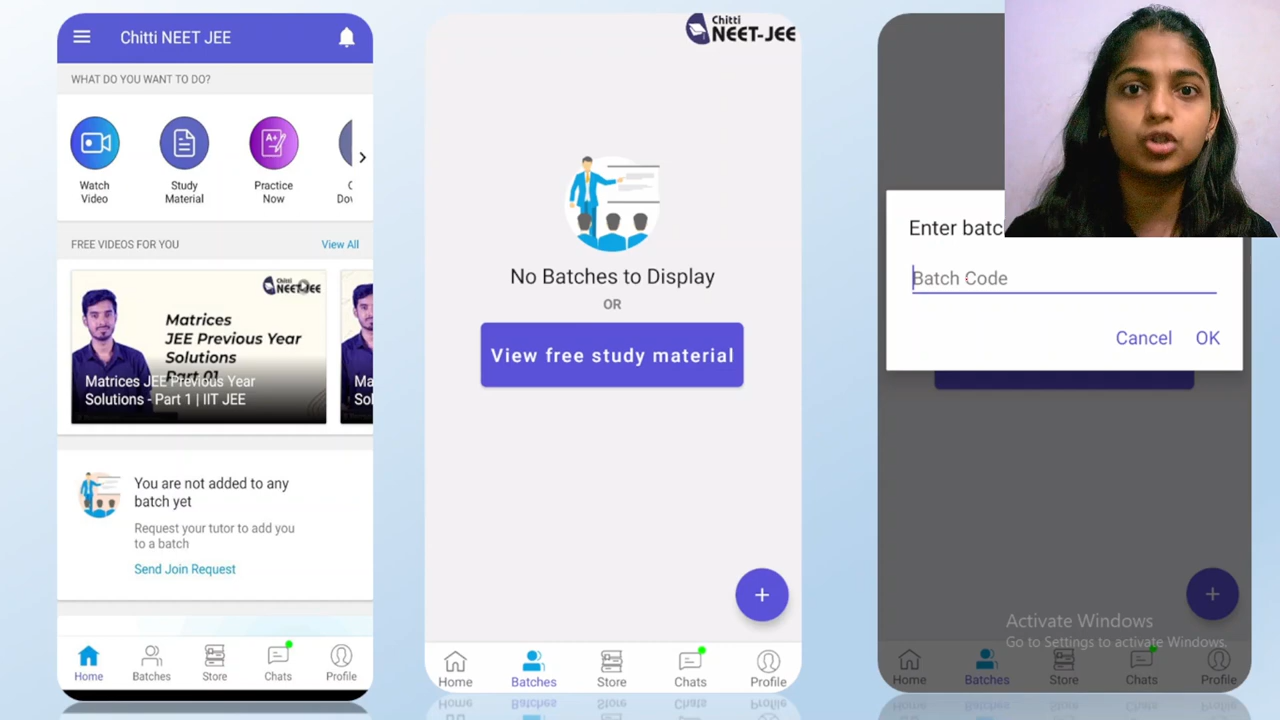 Chitti NEET JEE
WHAT DO YOU WANT TO DO?
Watch
Video
Study
Material
A+
Practice
Now
FREE VIDEOS FOR YOU
View All
Chitti
NEET-JEE
Matrices
JEE Previous Year
Solutions
Part 01
Matrices JEE Previous Year
Solutions - Part 1 | IIT JEE
Ma
Sol
You are not added to any
batch yet
Request your tutor to add you
to a batch
Send Join Request
Home
Batches
Store
Chats
Profile
Chitti
NEET-JEE
No Batches to Display
OR
View free study material
+
Home
Batches
Store
Chats
Profile
Enter batc
Batch Code
Cancel
OK
+
Activate Windows
Go to Settings to activate Windows.
Home
Batches
Store
Chats
Profile